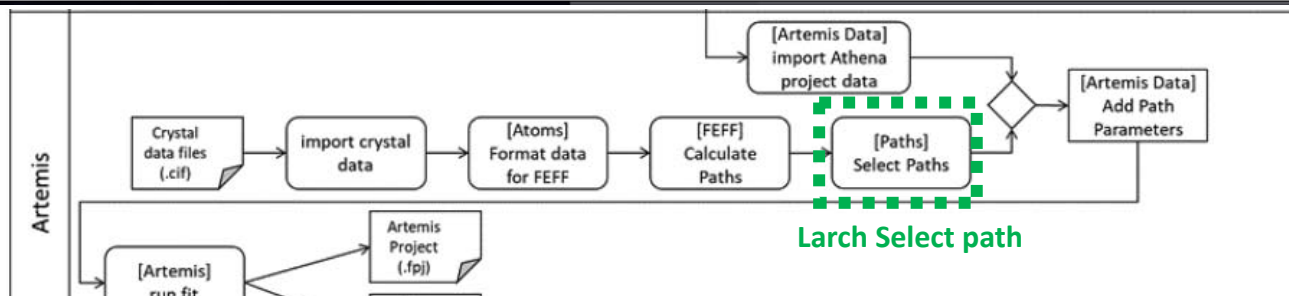 [Artemis Data]
import Athena
project data
[Artemis Data]
Add Path
Parameters
Crystal
data files
(.cif)
import crystal
data
[Atoms]
Format data
for FEFF
[FEFF]
Calculate
Paths
[Paths]
Select Paths
Artemis
Larch Select path
Artemis
Project
(.fpj)
[Artemis]
run fit